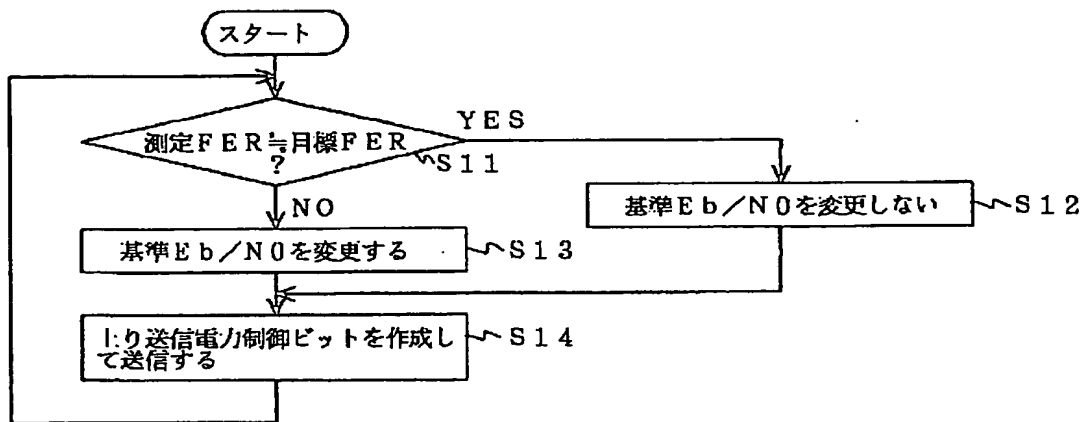 スタート
測定FER≒目標FER
?
S11
YES
NO
基準Eb/N0を変更しない
S12
基準Eb/N0を変更する
S13
上り送信電力制御ビットを作成し
て送信する
S14